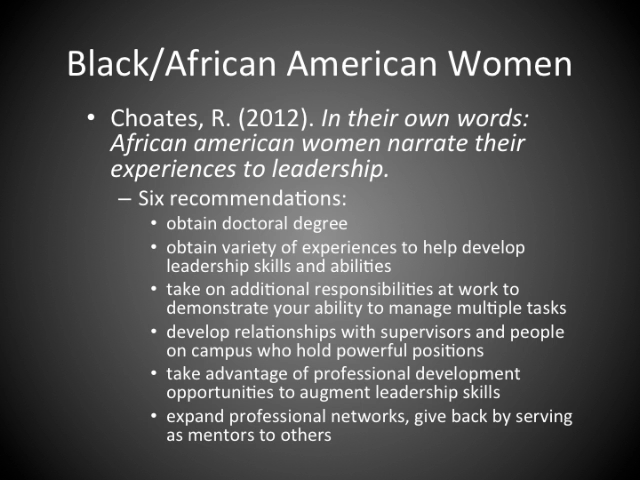 Black/African American Women
• Choates, R. (2012). In their own words:
African american women narrate their
experiences to leadership.
– Six recommendations:
• obtain doctoral degree
• obtain variety of experiences to help develop
leadership skills and abilities
• take on additional responsibilities at work to
demonstrate your ability to manage multiple tasks
• develop relationships with supervisors and people
on campus who hold powerful positions
• take advantage of professional development
opportunities to augment leadership skills
• expand professional networks, give back by serving
as mentors to others